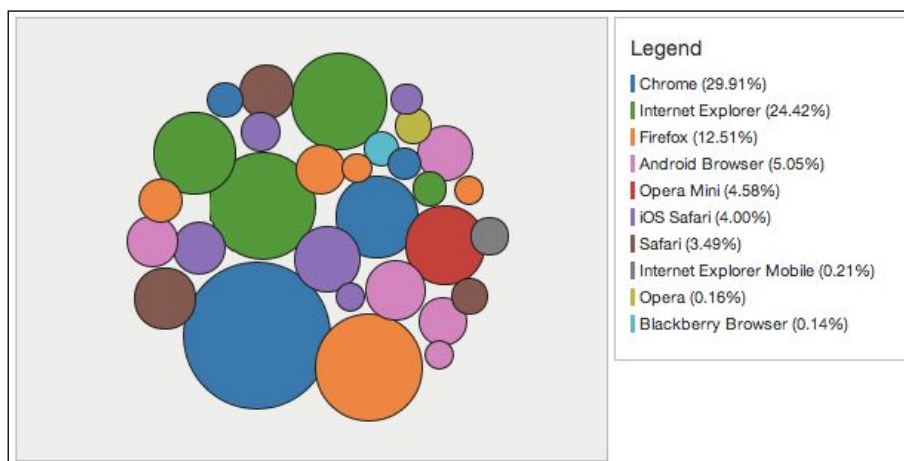 Legend
Chrome (29.91%)
Internet Explorer (24.42%)
Firefox (12.51%)
Android Browser (5.05%)
Opera Mini (4.58%)
iOS Safari (4.00%)
Safari (3.49%)
Internet Explorer Mobile (0.21%)
Opera (0.16%)
Blackberry Browser (0.14%)